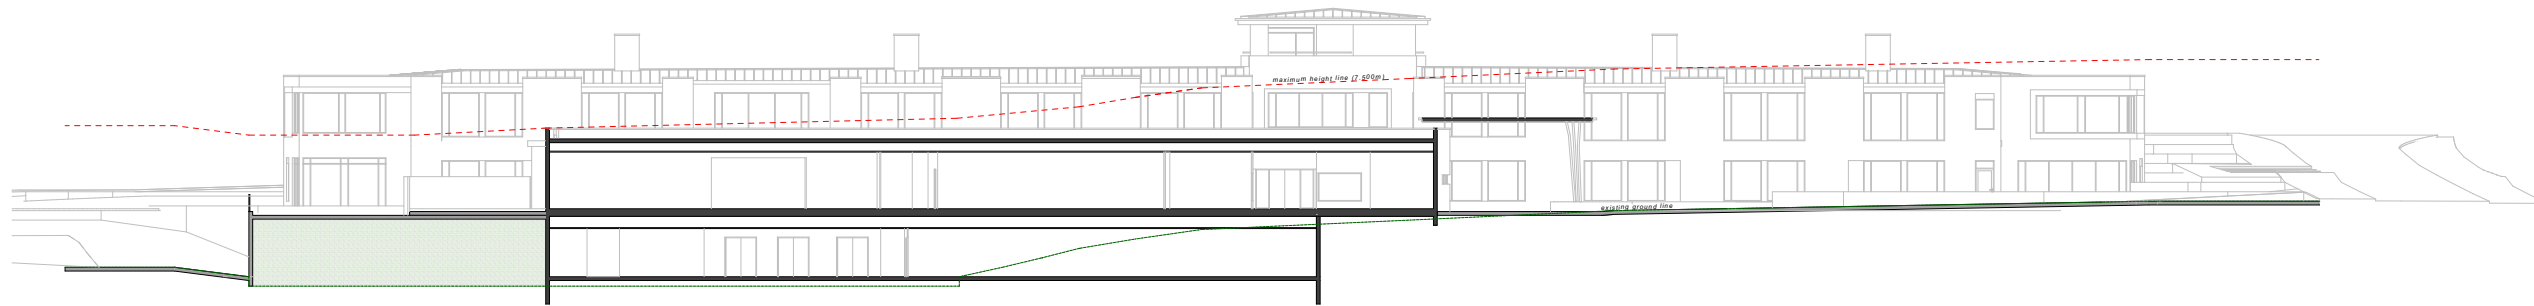 maximum height line (7.500m)
existing ground line